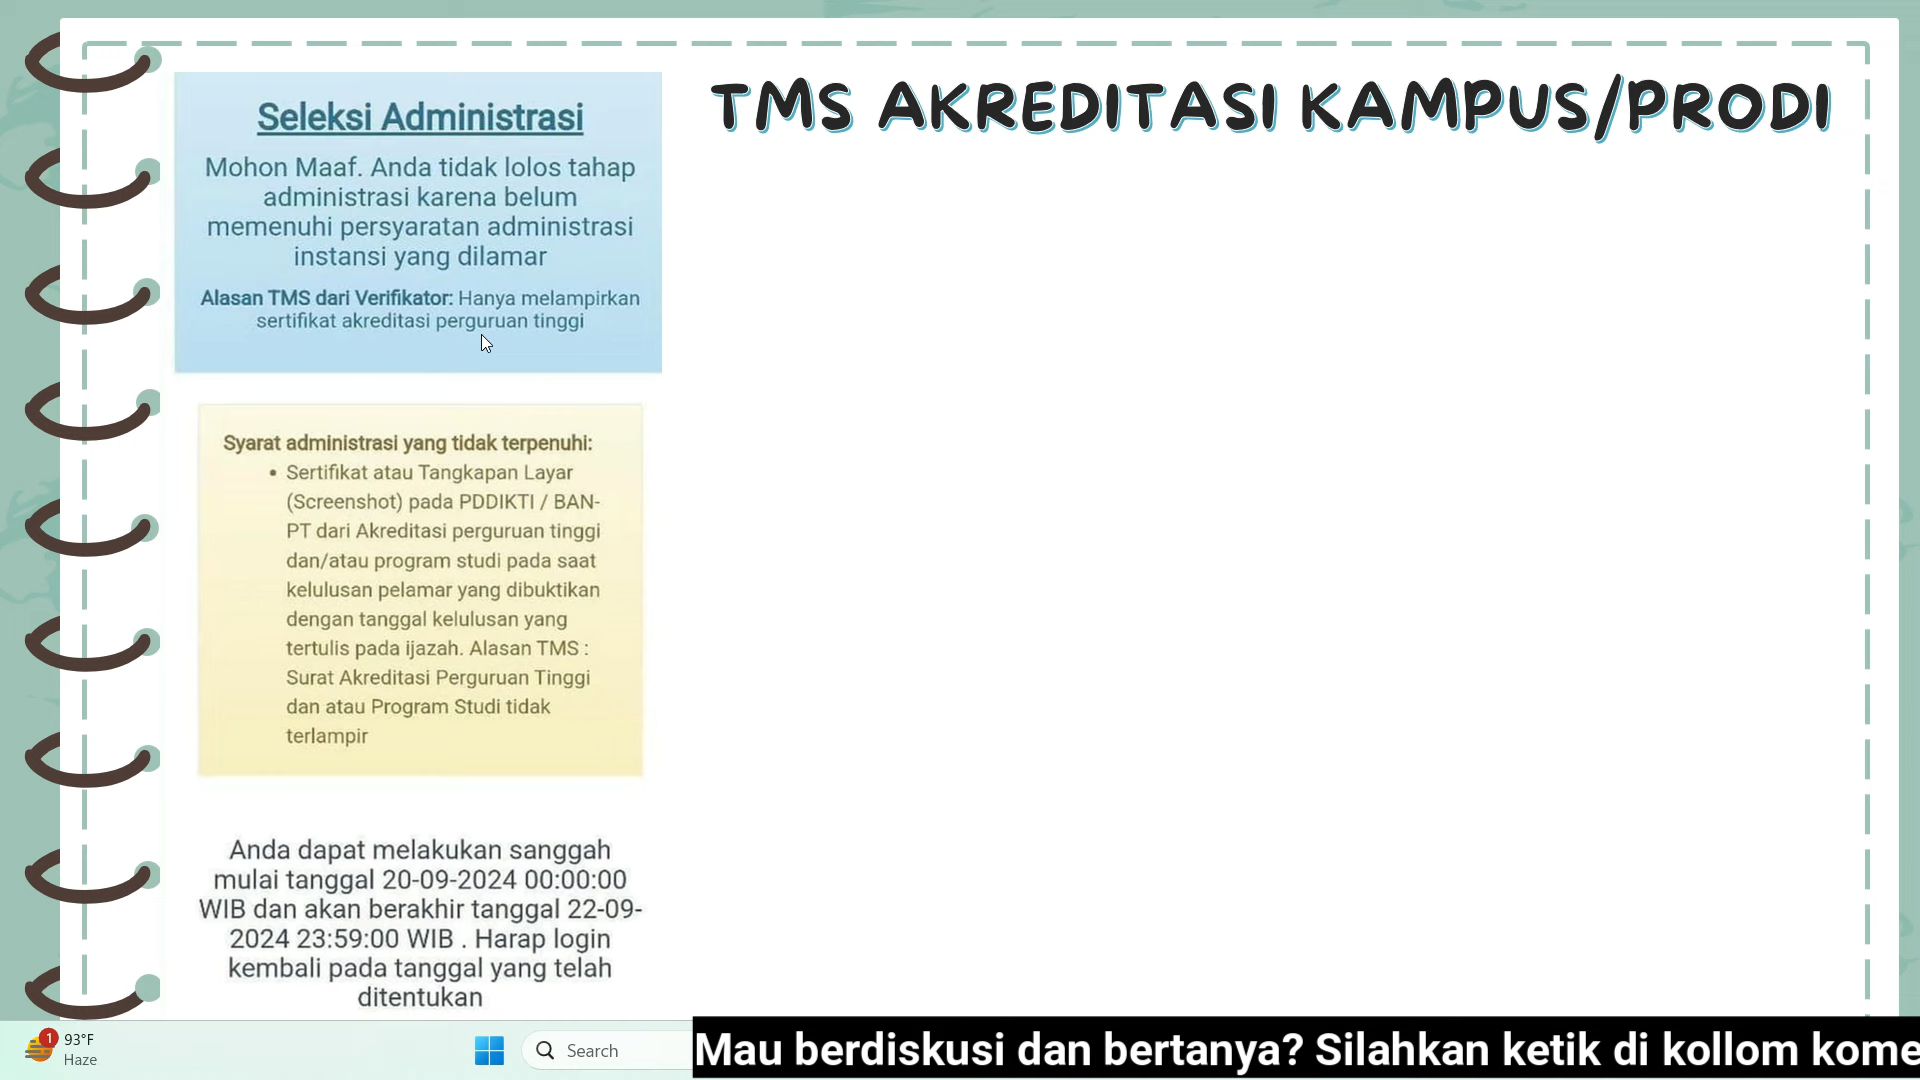 TMS AKREDITASI KAMPUS/PRODI
Seleksi Administrasi
Mohon Maaf. Anda tidak lolos tahap
administrasi karena belum
memenuhi persyaratan administrasi
instansi yang dilamar
Alasan TMS dari Verifikator: Hanya melampirkan
sertifikat akreditasi perguruan tinggi
Syarat administrasi yang tidak terpenuhi:
• Sertifikat atau Tangkapan Layar
(Screenshot) pada PDDIKTI / BAN-
PT dari Akreditasi perguruan tinggi
dan/atau program studi pada saat
kelulusan pelamar yang dibuktikan
dengan tanggal kelulusan yang
tertulis pada ijazah. Alasan TMS :
Surat Akreditasi Perguruan Tinggi
dan atau Program Studi tidak
terlampir
Anda dapat melakukan sanggah
mulai tanggal 20-09-2024 00:00:00
WIB dan akan berakhir tanggal 22-09-
2024 23:59:00 WIB . Harap login
kembali pada tanggal yang telah
ditentukan
1
93°F
Haze
Search
Mau berdiskusi dan bertanya? Silahkan ketik di kollom kome